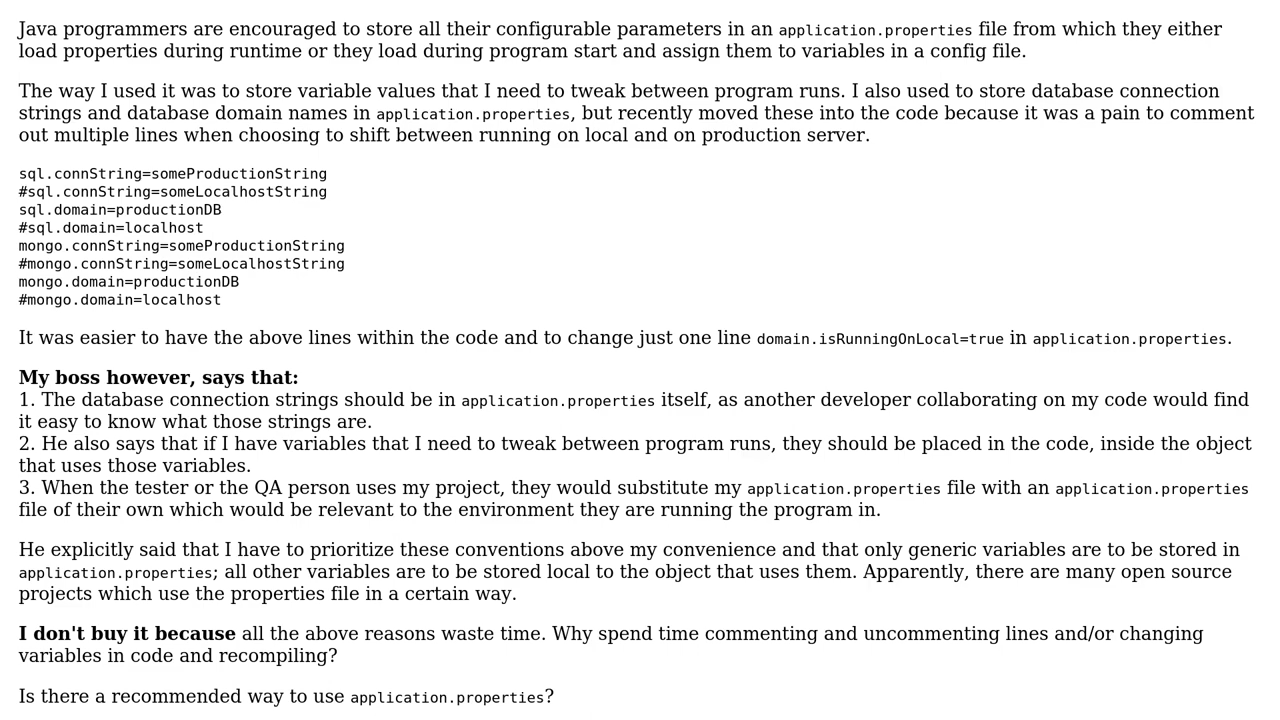 Java programmers are encouraged to store all their configurable parameters in an application.properties file from which they either
load properties during runtime or they load during program start and assign them to variables in a config file.
The way I used it was to store variable values that I need to tweak between program runs. I also used to store database connection
strings and database domain names in application.properties, but recently moved these into the code because it was a pain to comment
out multiple lines when choosing to shift between running on local and on production server.
sql.connString=someProductionString
#sql.connString=someLocalhostString
sql.domain=productionDB
#sql.domain=localhost
mongo.connString=someProductionString
#mongo.connString=someLocalhostString
mongo.domain=productionDB
#mongo.domain=localhost
It was easier to have the above lines within the code and to change just one line domain.isRunningOnLocal=true in application.properties.
My boss however, says that:
1. The database connection strings should be in application.properties itself, as another developer collaborating on my code would find
it easy to know what those strings are.
2. He also says that if I have variables that I need to tweak between program runs, they should be placed in the code, inside the object
that uses those variables.
3. When the tester or the QA person uses my project, they would substitute my application.properties file with an application.properties
file of their own which would be relevant to the environment they are running the program in.
He explicitly said that I have to prioritize these conventions above my convenience and that only generic variables are to be stored in
application.properties; all other variables are to be stored local to the object that uses them. Apparently, there are many open source
projects which use the properties file in a certain way.
I don't buy it because all the above reasons waste time. Why spend time commenting and uncommenting lines and/or changing
variables in code and recompiling?
Is there a recommended way to use application.properties?